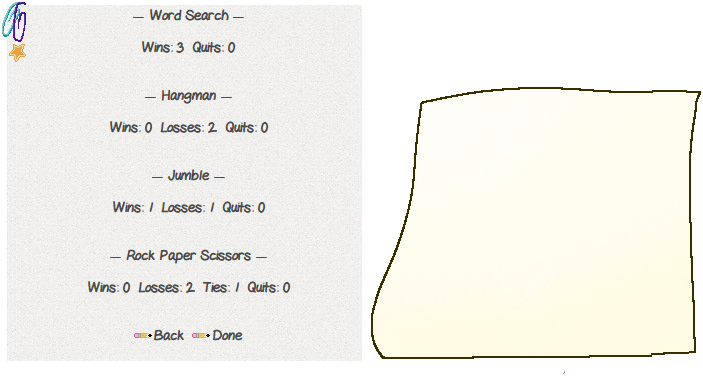 — Word Search —
Wins: 3 Quits: 0
— Hangman —
Wins: 0 Losses: 2 Quits: 0
— Jumble —
Wins: 1 Losses: 1 Quits: 0
— Rock Paper Scissors —
Wins: 0 Losses: 2 Ties: 1 Quits: 0
Back Done